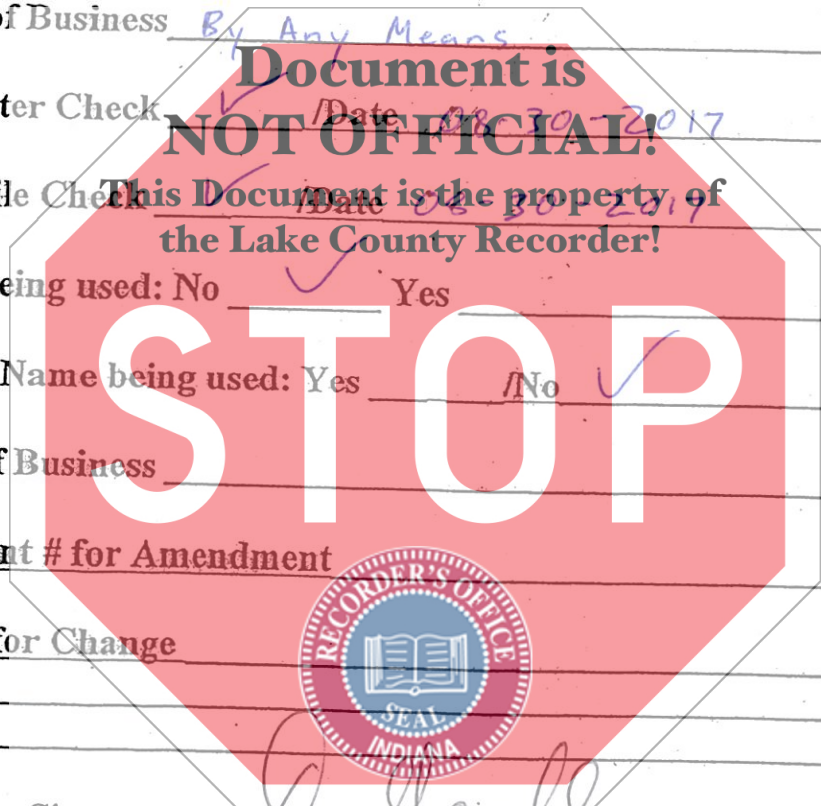 of Business By Any Means
Document is
ter Check ✓ /Date 08-30-2017
NOT OFFICIAL!
le Check ✓ /Date 08-30-2017
This Document is the property of
the Lake County Recorder!
eing used: No ✓ Yes
Name being used: Yes /No ✓
STOP
f Business
nt # for Amendment
for Change
RECORDER'S OFFICE
SEAL
INDIANA